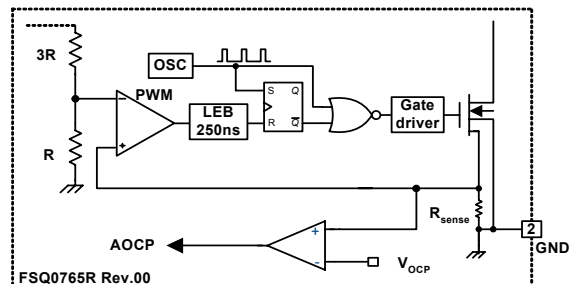 3R
OSC
PWM
S Q
R Q
LEB
250ns
Gate
driver
R
−
+
Rsense
2
GND
AOCP
+
-
VOCP
FSQ0765R Rev.00